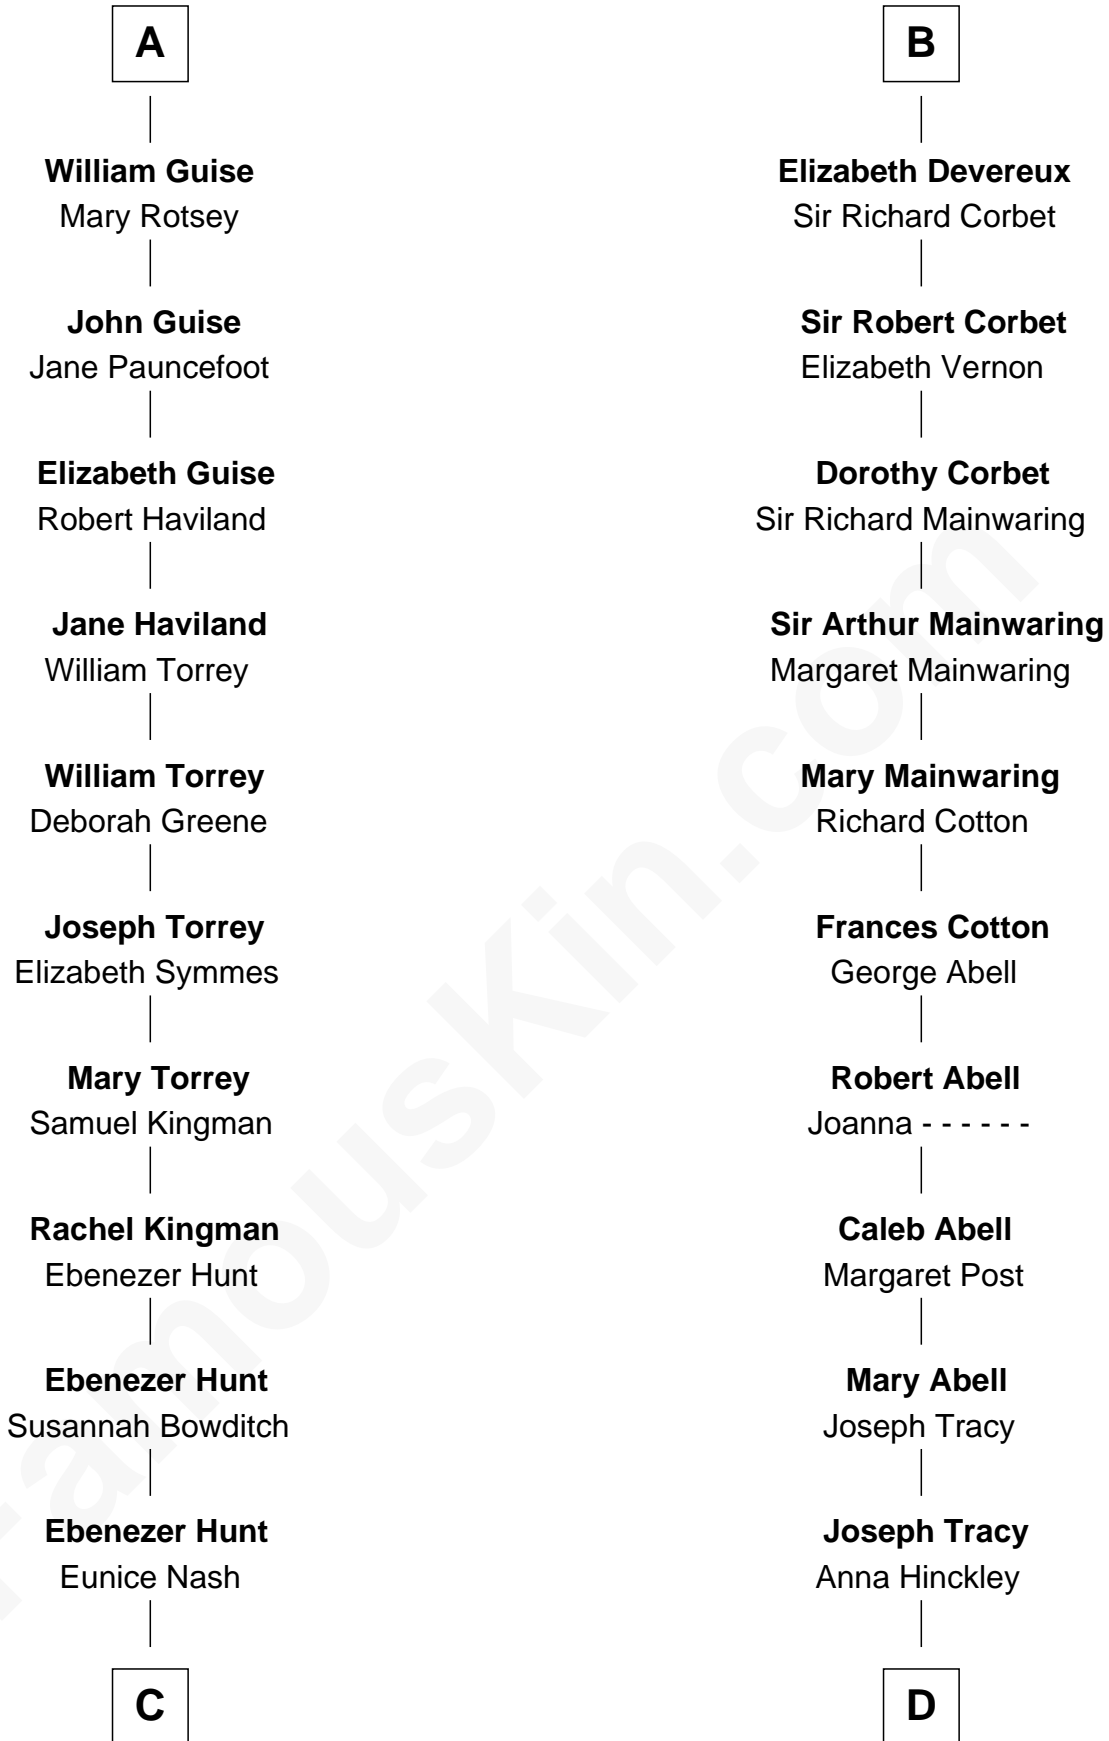 A
William Guise
Mary Rotsey
John Guise
Jane Pauncefoot
Elizabeth Guise
Robert Haviland
Jane Haviland
William Torrey
William Torrey
Deborah Greene
Joseph Torrey
Elizabeth Symmes
Mary Torrey
Samuel Kingman
Rachel Kingman
Ebenezer Hunt
Ebenezer Hunt
Susannah Bowditch
Ebenezer Hunt
Eunice Nash
C
B
Elizabeth Devereux
Sir Richard Corbet
Sir Robert Corbet
Elizabeth Vernon
Dorothy Corbet
Sir Richard Mainwaring
Sir Arthur Mainwaring
Margaret Mainwaring
Mary Mainwaring
Richard Cotton
Frances Cotton
George Abell
Robert Abell
Joanna - - - - - -
Caleb Abell
Margaret Post
Mary Abell
Joseph Tracy
Joseph Tracy
Anna Hinckley
D
FamousKin.com